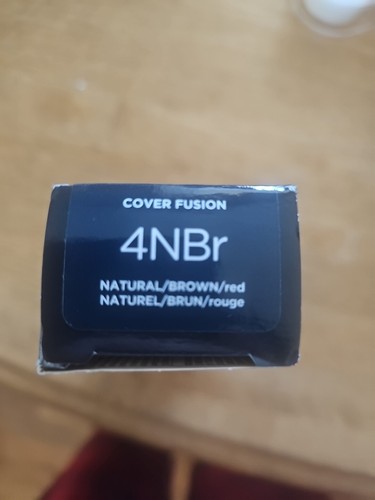 COVER FUSION
4NBr
NATURAL/BROWN/red
NATUREL/BRUN/rouge